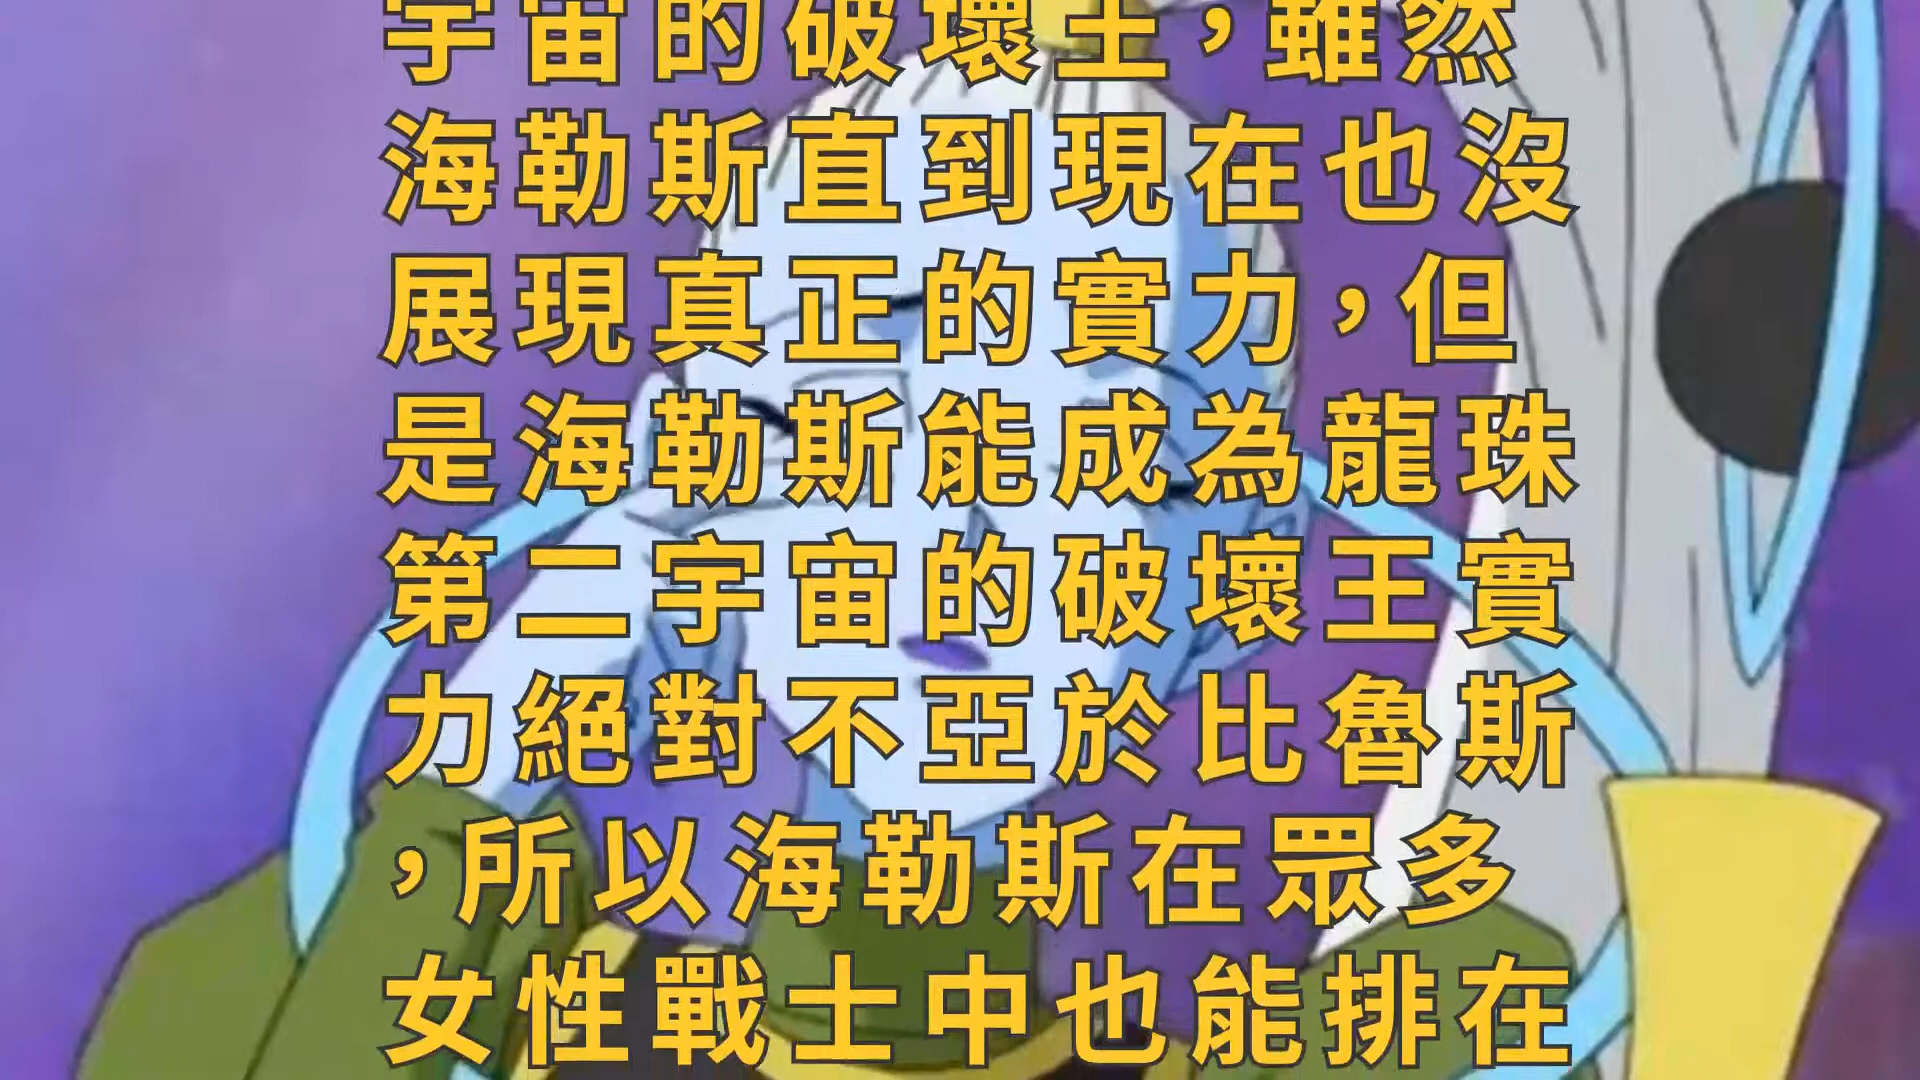 宇宙的破壞王，雖然
海勒斯直到現在也沒
展現真正的實力，但
是海勒斯能成為龍珠
第二宇宙的破壞王實
力絕對不亞於比魯斯
，所以海勒斯在眾多
女性戰士中也能排在